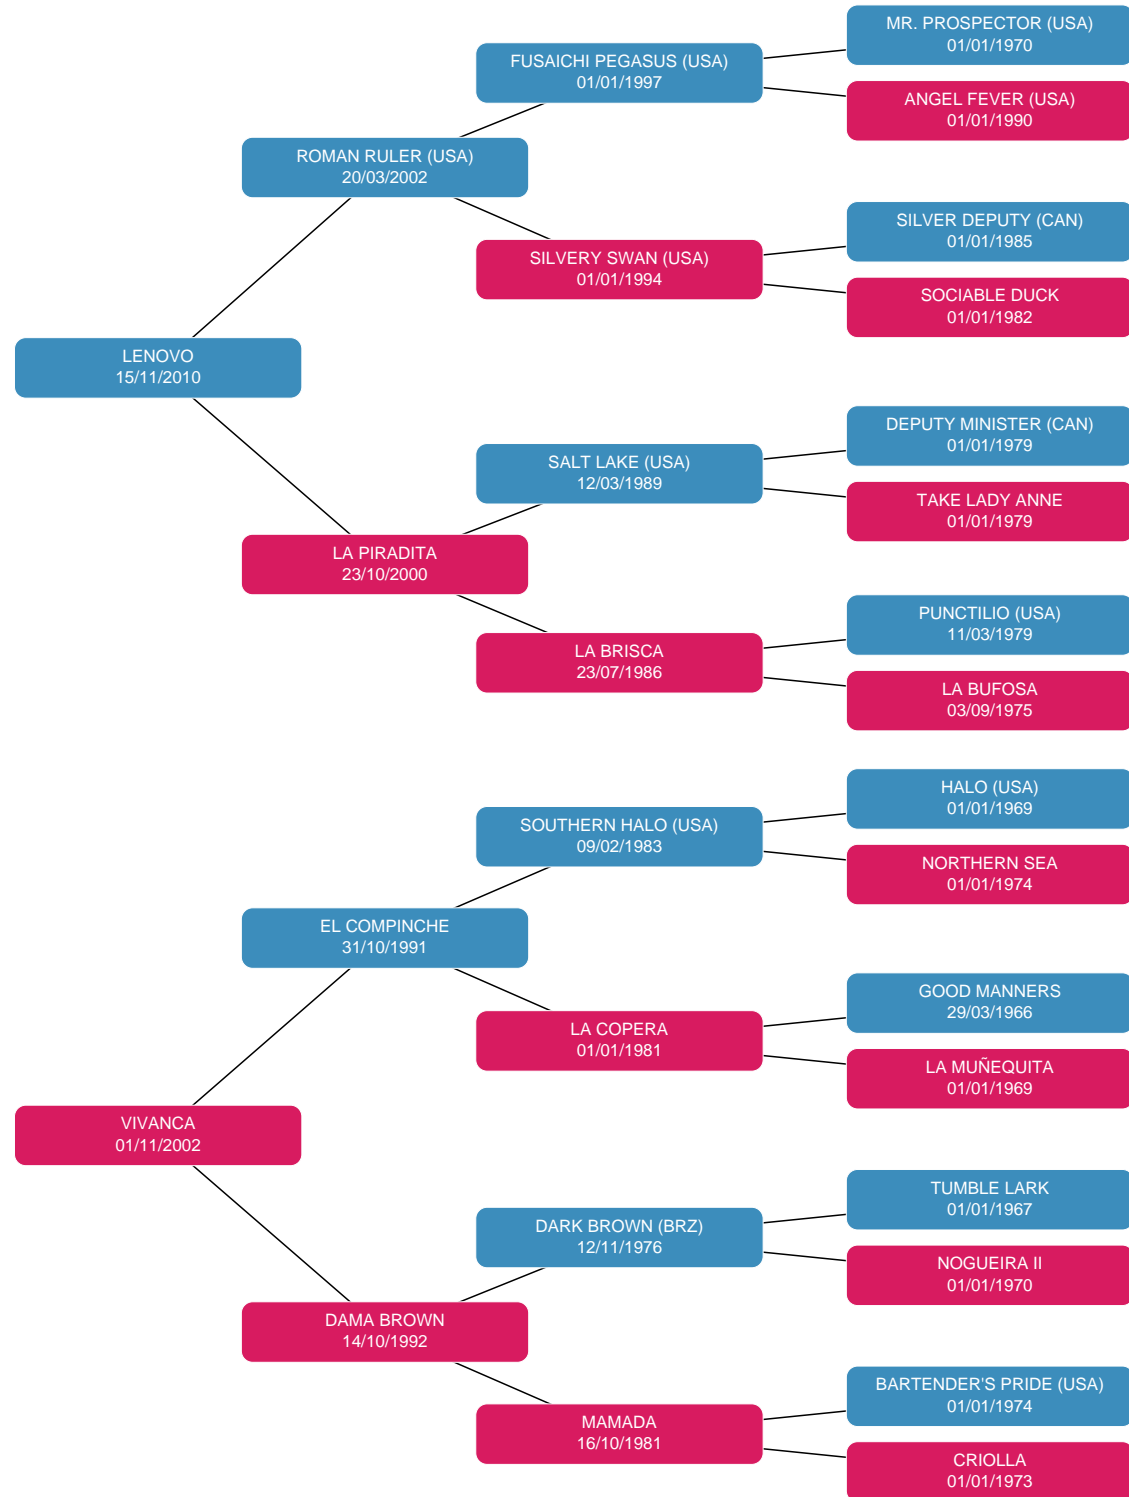 MR. PROSPECTOR (USA)
01/01/1970
FUSAICHI PEGASUS (USA)
01/01/1997
ANGEL FEVER (USA)
01/01/1990
ROMAN RULER (USA)
20/03/2002
SILVER DEPUTY (CAN)
01/01/1985
SILVERY SWAN (USA)
01/01/1994
SOCIABLE DUCK
01/01/1982
LENOVO
15/11/2010
DEPUTY MINISTER (CAN)
01/01/1979
SALT LAKE (USA)
12/03/1989
TAKE LADY ANNE
01/01/1979
LA PIRADITA
23/10/2000
PUNCTILIO (USA)
11/03/1979
LA BRISCA
23/07/1986
LA BUFOSA
03/09/1975
HALO (USA)
01/01/1969
SOUTHERN HALO (USA)
09/02/1983
NORTHERN SEA
01/01/1974
EL COMPINCHE
31/10/1991
GOOD MANNERS
29/03/1966
LA COPERA
01/01/1981
LA MUÑEQUITA
01/01/1969
VIVANCA
01/11/2002
TUMBLE LARK
01/01/1967
DARK BROWN (BRZ)
12/11/1976
NOGUEIRA II
01/01/1970
DAMA BROWN
14/10/1992
BARTENDER'S PRIDE (USA)
01/01/1974
MAMADA
16/10/1981
CRIOLLA
01/01/1973